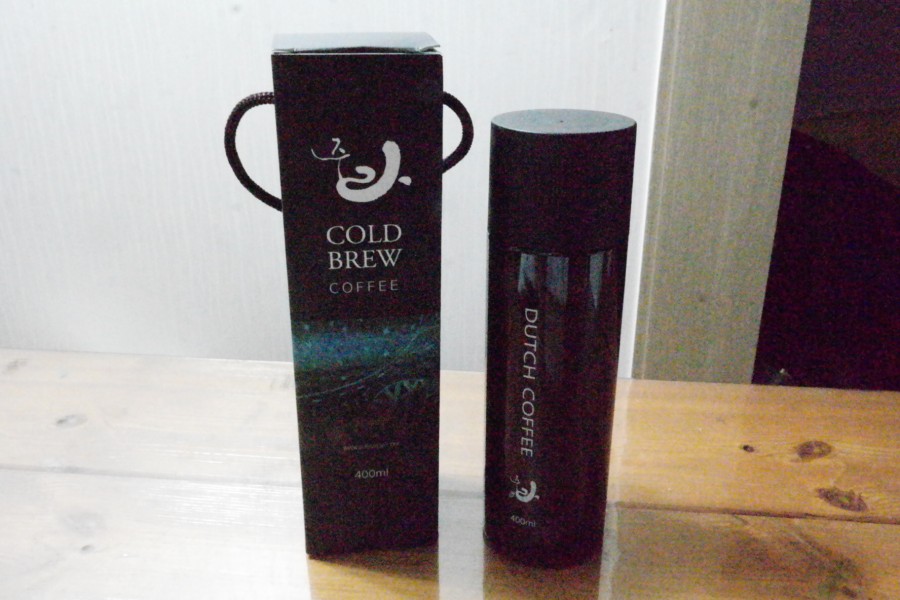 COLD
BREW
COFFEE
400ml
DUTCH COFFEE
400ml